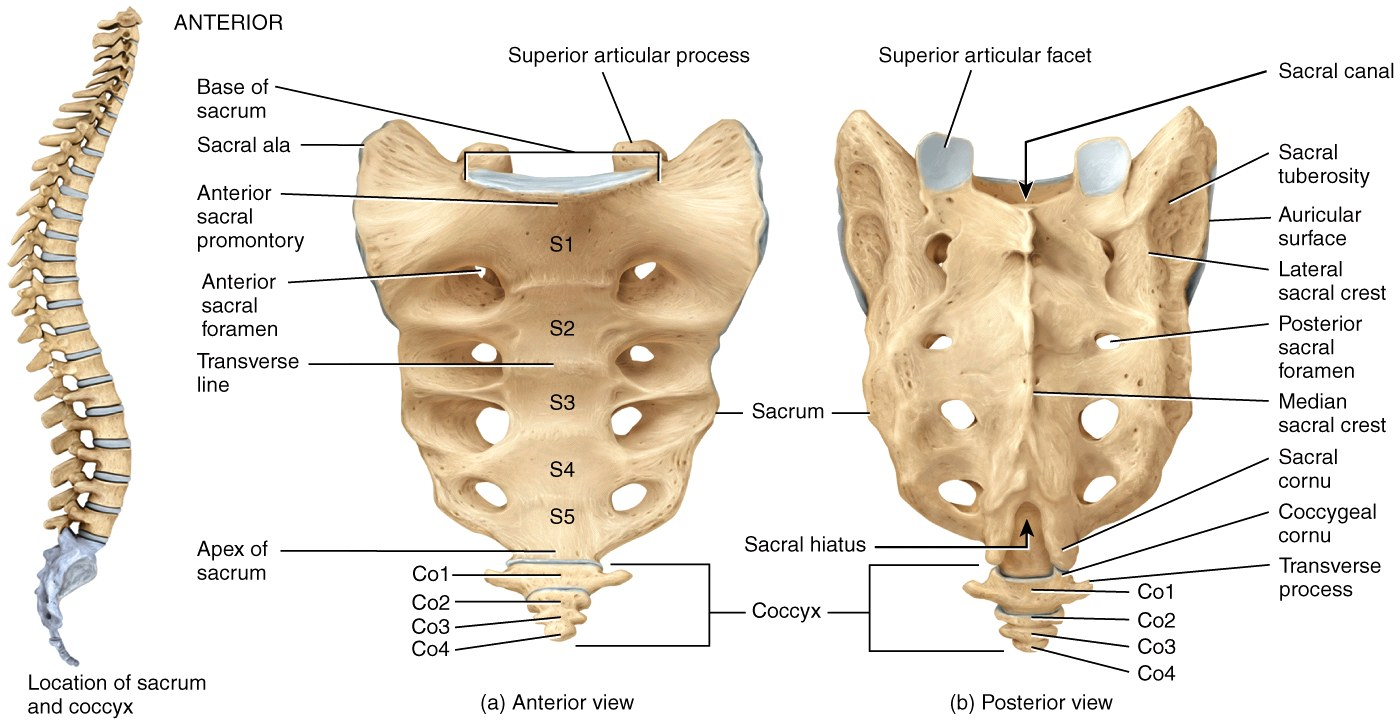 ANTERIOR
Location of sacrum
and coccyx
Superior articular process
Base of
sacrum
Sacral ala
Anterior
sacral
promontory
Anterior
sacral
foramen
Transverse
line
Apex of
sacrum
S1
S2
S3
S4
S5
Co1
Co2
Co3
Co4
(a) Anterior view
Sacrum
Sacral hiatus
Coccyx
Superior articular facet
Sacral canal
Sacral
tuberosity
Auricular
surface
Lateral
sacral crest
Posterior
sacral
foramen
Median
sacral crest
Sacral
cornu
Coccygeal
cornu
Transverse
process
Co1
Co2
Co3
Co4
(b) Posterior view